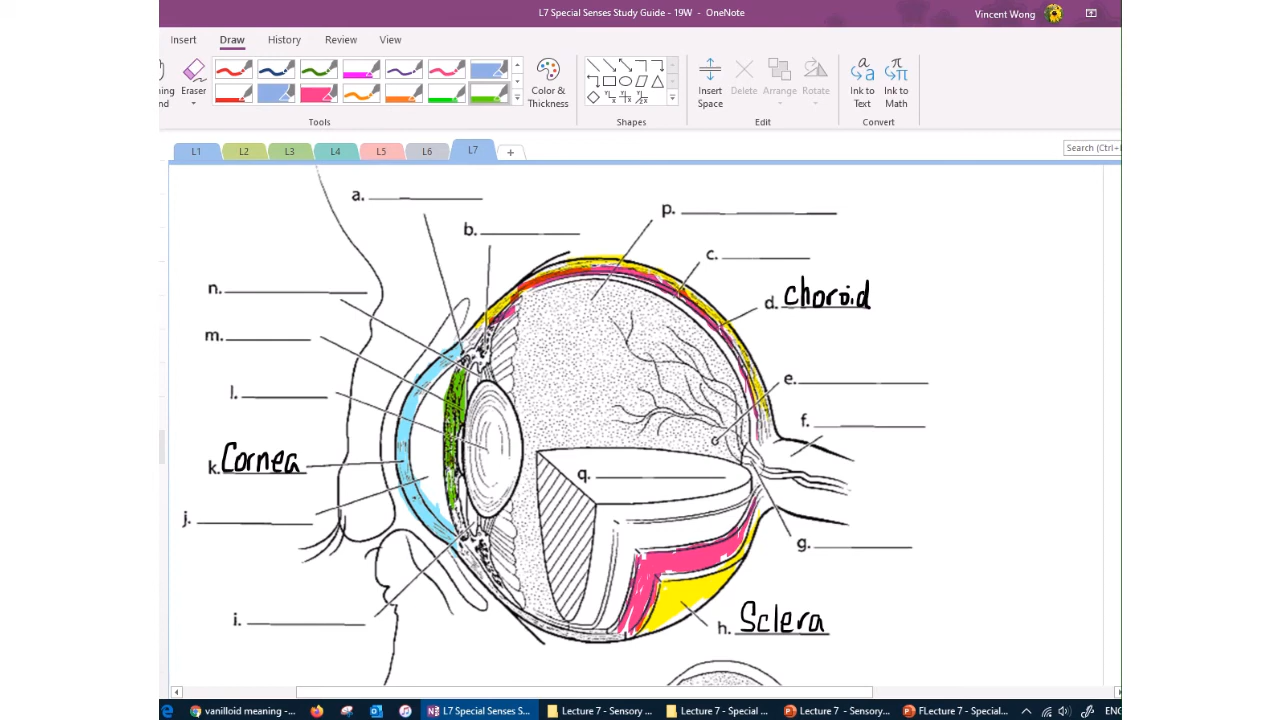 L7 Special Senses Study Guide - 19W - OneNote
Vincent Wong
Insert Draw History Review View
Eraser
Color & Thickness
Insert Space
Delete Arrange Rotate
Ink to Text
Ink to Math
Tools Shapes Edit Convert
L1 L2 L3 L4 L5 L6 L7
Search (Ctrl+
a.
p.
b.
c.
n.
d. choroid
m.
e.
l.
f.
k. Cornea
q.
j.
g.
i.
h. Sclera
vanilloid meaning -...
L7 Special Senses S...
Lecture 7 - Sensory ...
Lecture 7 - Special ...
Lecture 7 - Sensory...
FLecture 7 - Special...
ENG